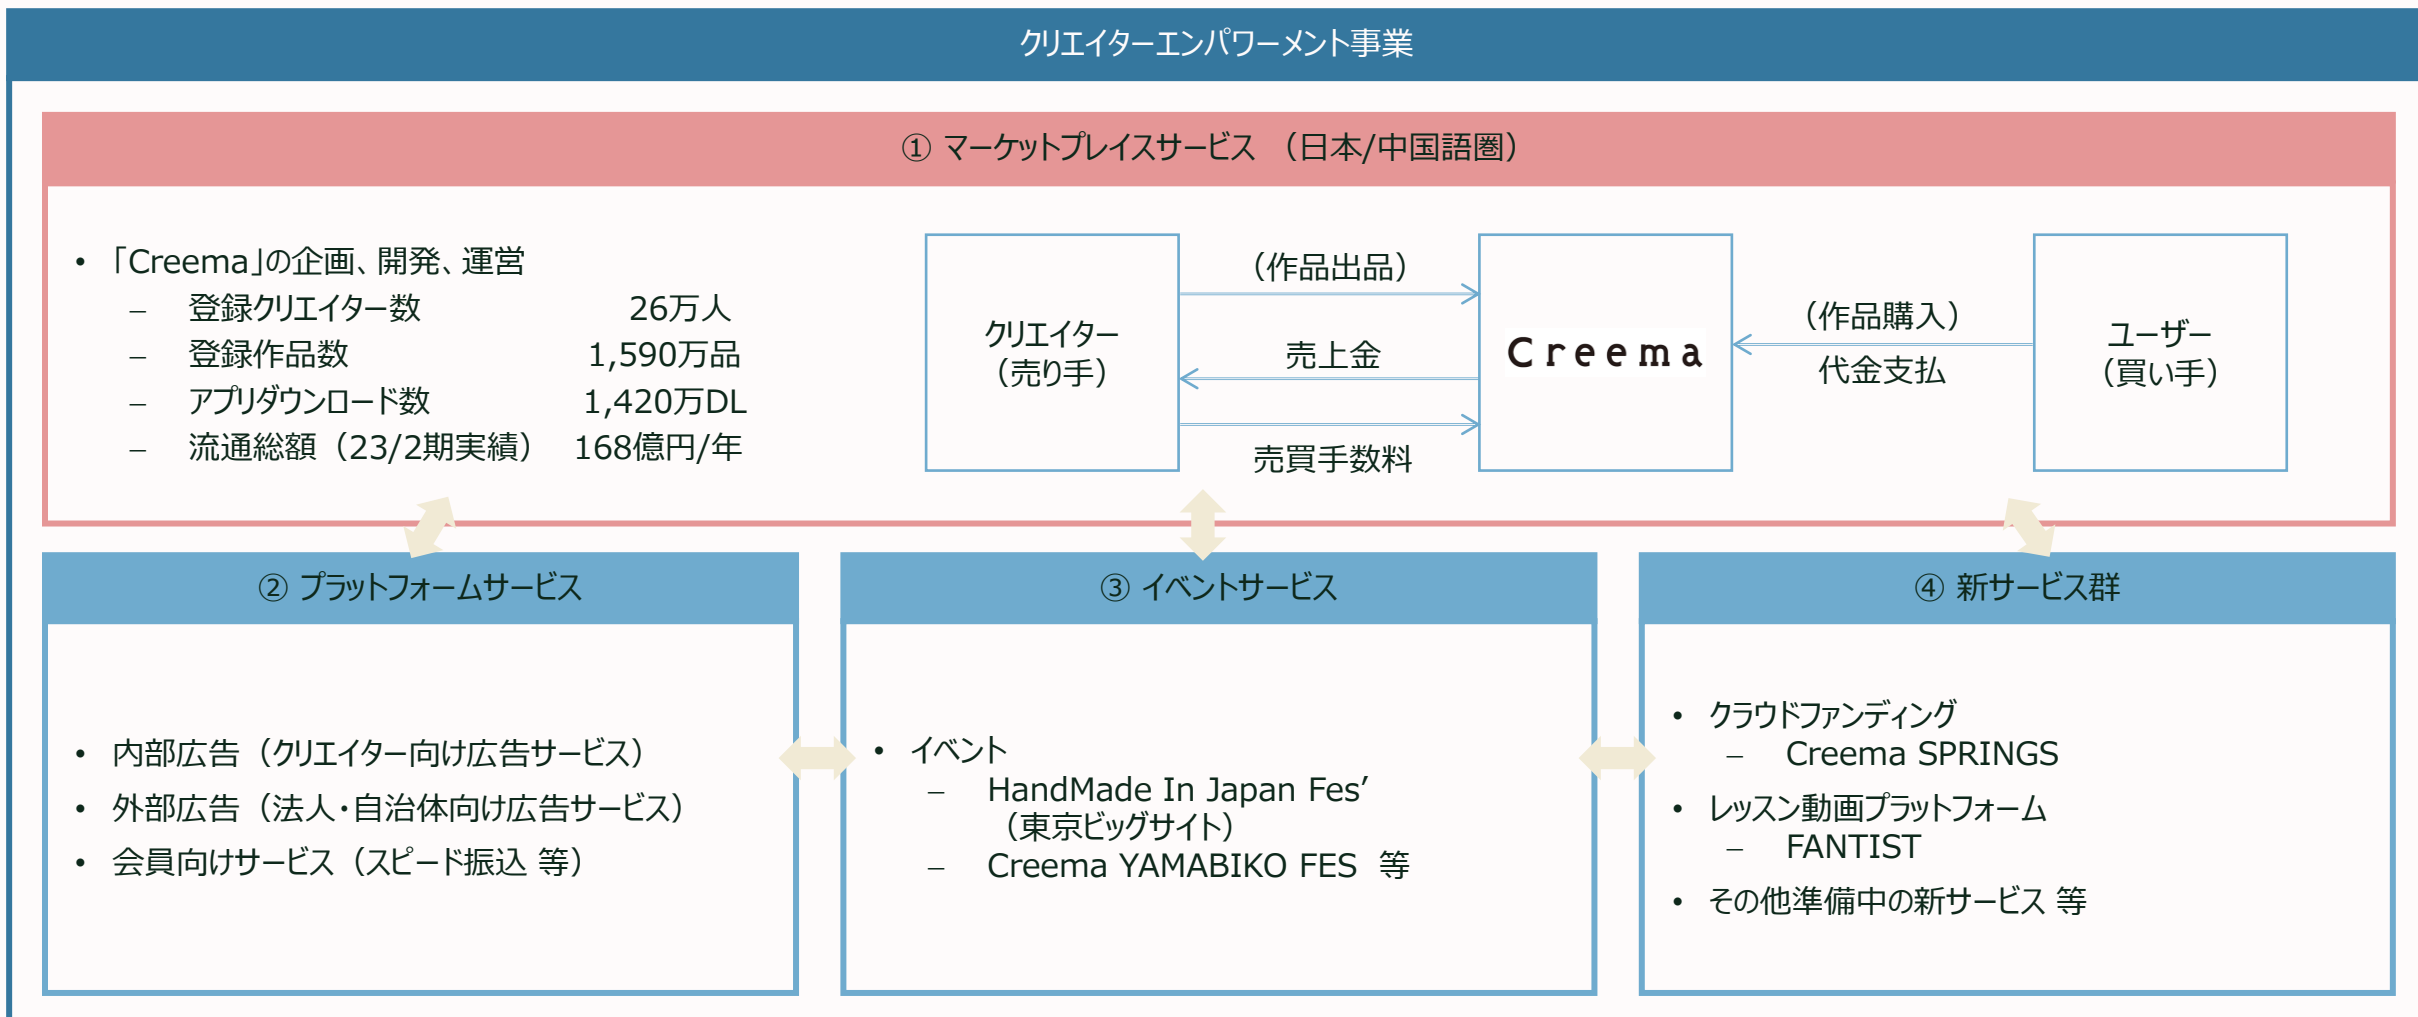 クリエイターエンパワーメント事業
① マーケットプレイスサービス （日本/中国語圏）
• 「Creema」の企画、開発、運営
– 登録クリエイター数 26万人
– 登録作品数 1,590万品
– アプリダウンロード数 1,420万DL
– 流通総額（23/2期実績） 168億円/年
クリエイター
（売り手）
（作品出品）
売上金
売買手数料
Creema
（作品購入）
代金支払
ユーザー
（買い手）
② プラットフォームサービス
• 内部広告（クリエイター向け広告サービス）
• 外部広告（法人・自治体向け広告サービス）
• 会員向けサービス（スピード振込 等）
③ イベントサービス
• イベント
– HandMade In Japan Fes’
（東京ビッグサイト）
– Creema YAMABIKO FES 等
④ 新サービス群
• クラウドファンディング
– Creema SPRINGS
• レッスン動画プラットフォーム
– FANTIST
• その他準備中の新サービス 等